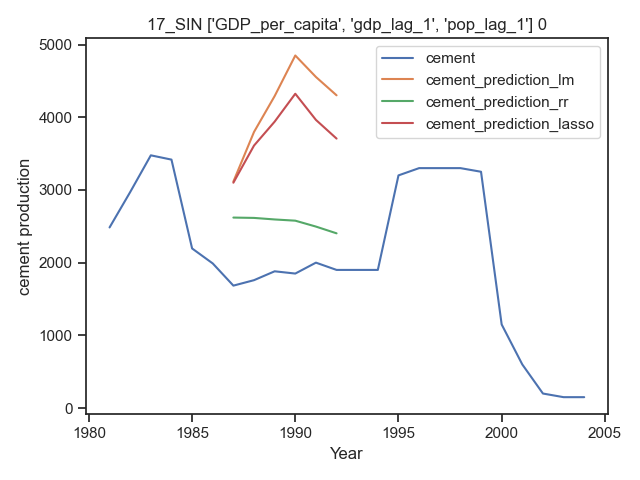 17_SIN ['GDP_per_capita', 'gdp_lag_1', 'pop_lag_1'] 0
cement
cement_prediction_lm
cement_prediction_rr
cement_prediction_lasso
cement production
5000
4000
3000
2000
1000
0
1980 1985 1990 1995 2000 2005
Year